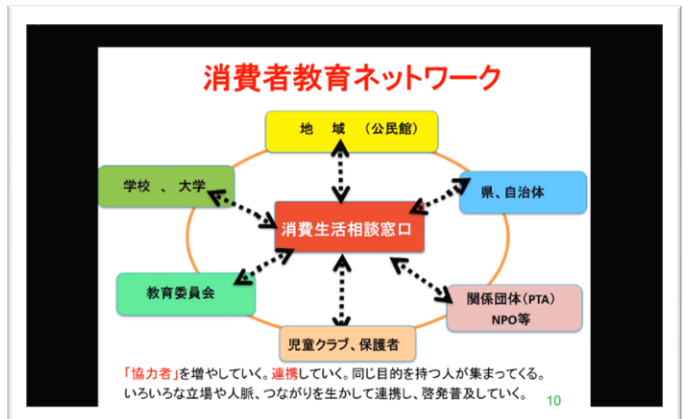 消費者教育ネットワーク
地　域　（公民館）
学校　、大学
県、自治体
消費生活相談窓口
教育委員会
関係団体（PTA）
NPO等
児童クラブ、保護者
「協力者」を増やしていく。連携していく。同じ目的を持つ人が集まってくる。
いろいろな立場や人脈、つながりを生かして連携し、啓発普及していく。
10